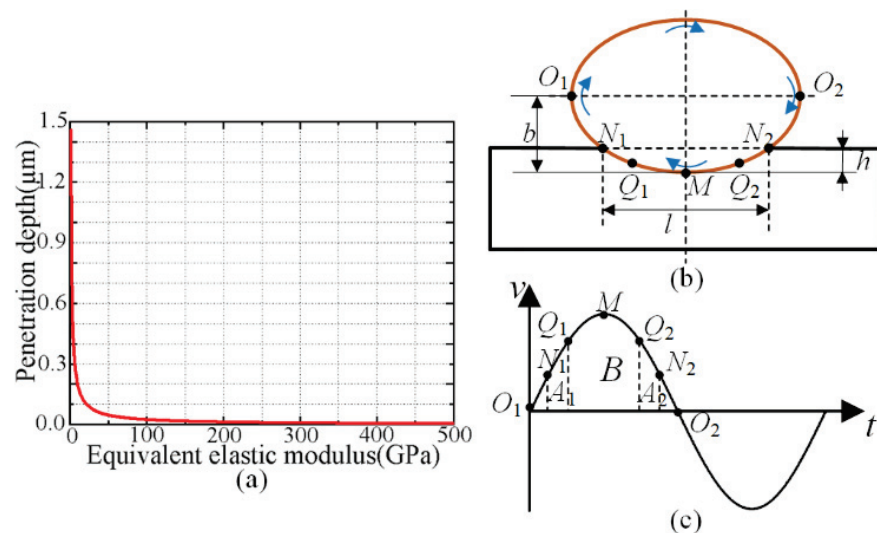 1.5
1.2
0.9
0.6
0.3
0.0
Penetration depth(μm)
0 100 200 300 400 500
Equivalent elastic modulus(GPa)
(a)
O1 O2
b
N1 N2
h
Q1 M Q2
l
(b)
v
M
Q1 Q2
N1 B N2
O1 A1 A2
O2 t
(c)